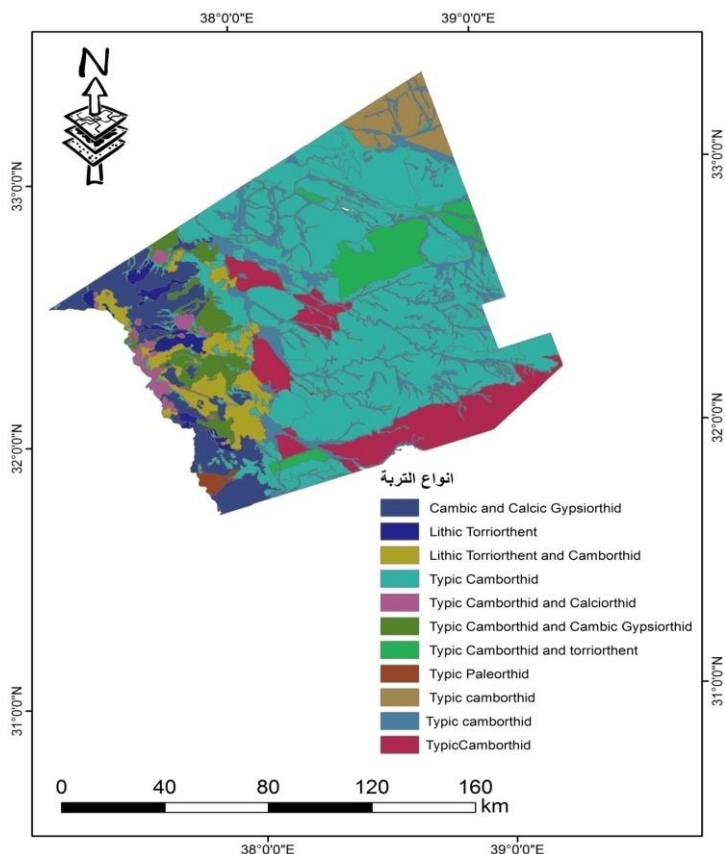 38°0'0"E
39°0'0"E
N
33°0'0"N
33°0'0"N
32°0'0"N
32°0'0"N
انواع التربة
Cambic and Calcic Gypsiorthid
Lithic Torriorthent
Lithic Torriorthent and Camborthid
Typic Camborthid
Typic Camborthid and Calciorthid
Typic Camborthid and Cambic Gypsiorthid
Typic Camborthid and torriorthent
Typic Paleorthid
Typic camborthid
Typic camborthid
TypicCamborthid
31°0'0"N
31°0'0"N
0 40 80 120 160
km
38°0'0"E
39°0'0"E